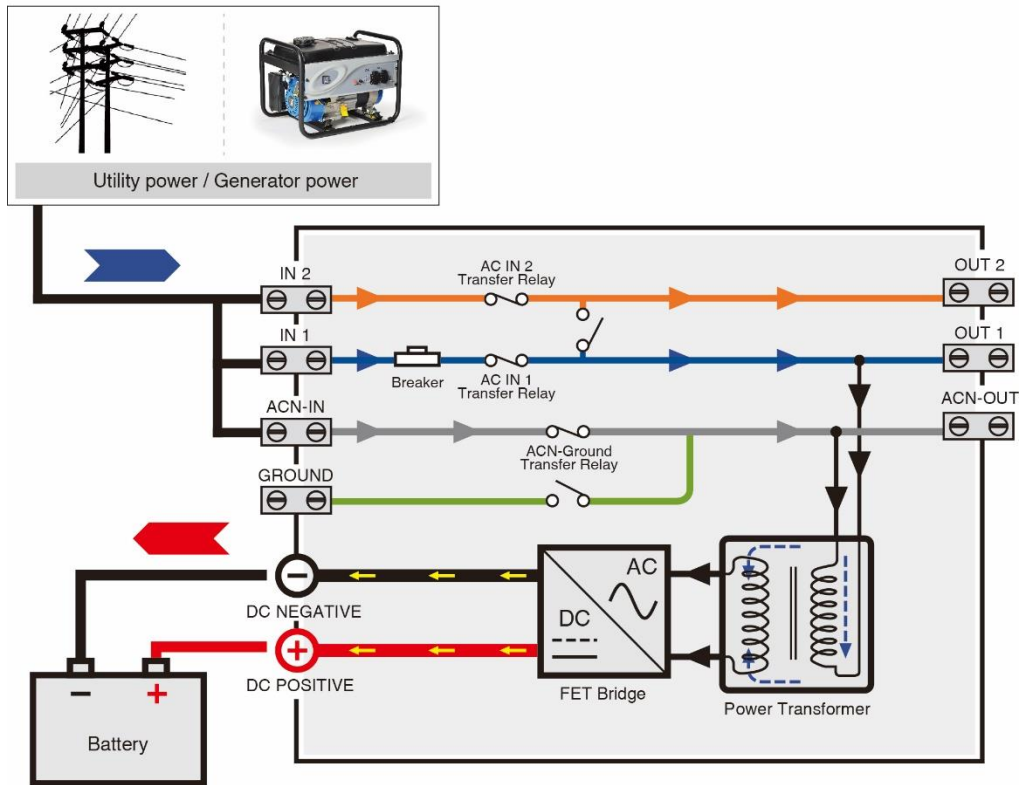 Utility power / Generator power
IN 2
AC IN 2
Transfer Relay
OUT 2
IN 1
Breaker
AC IN 1
Transfer Relay
OUT 1
ACN-IN
ACN-Ground
Transfer Relay
ACN-OUT
GROUND
DC NEGATIVE
DC POSITIVE
AC
DC
FET Bridge
Power Transformer
− +
Battery